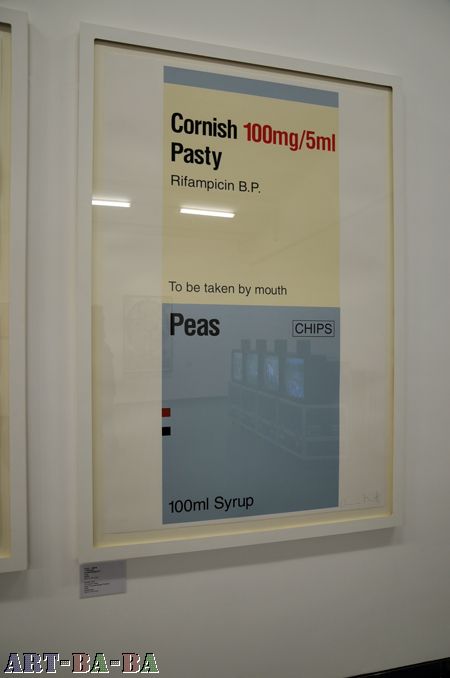 Cornish 100mg/5ml
Pasty
Rifampicin B.P.
To be taken by mouth
Peas
CHIPS
100ml Syrup
ART-BA-BA